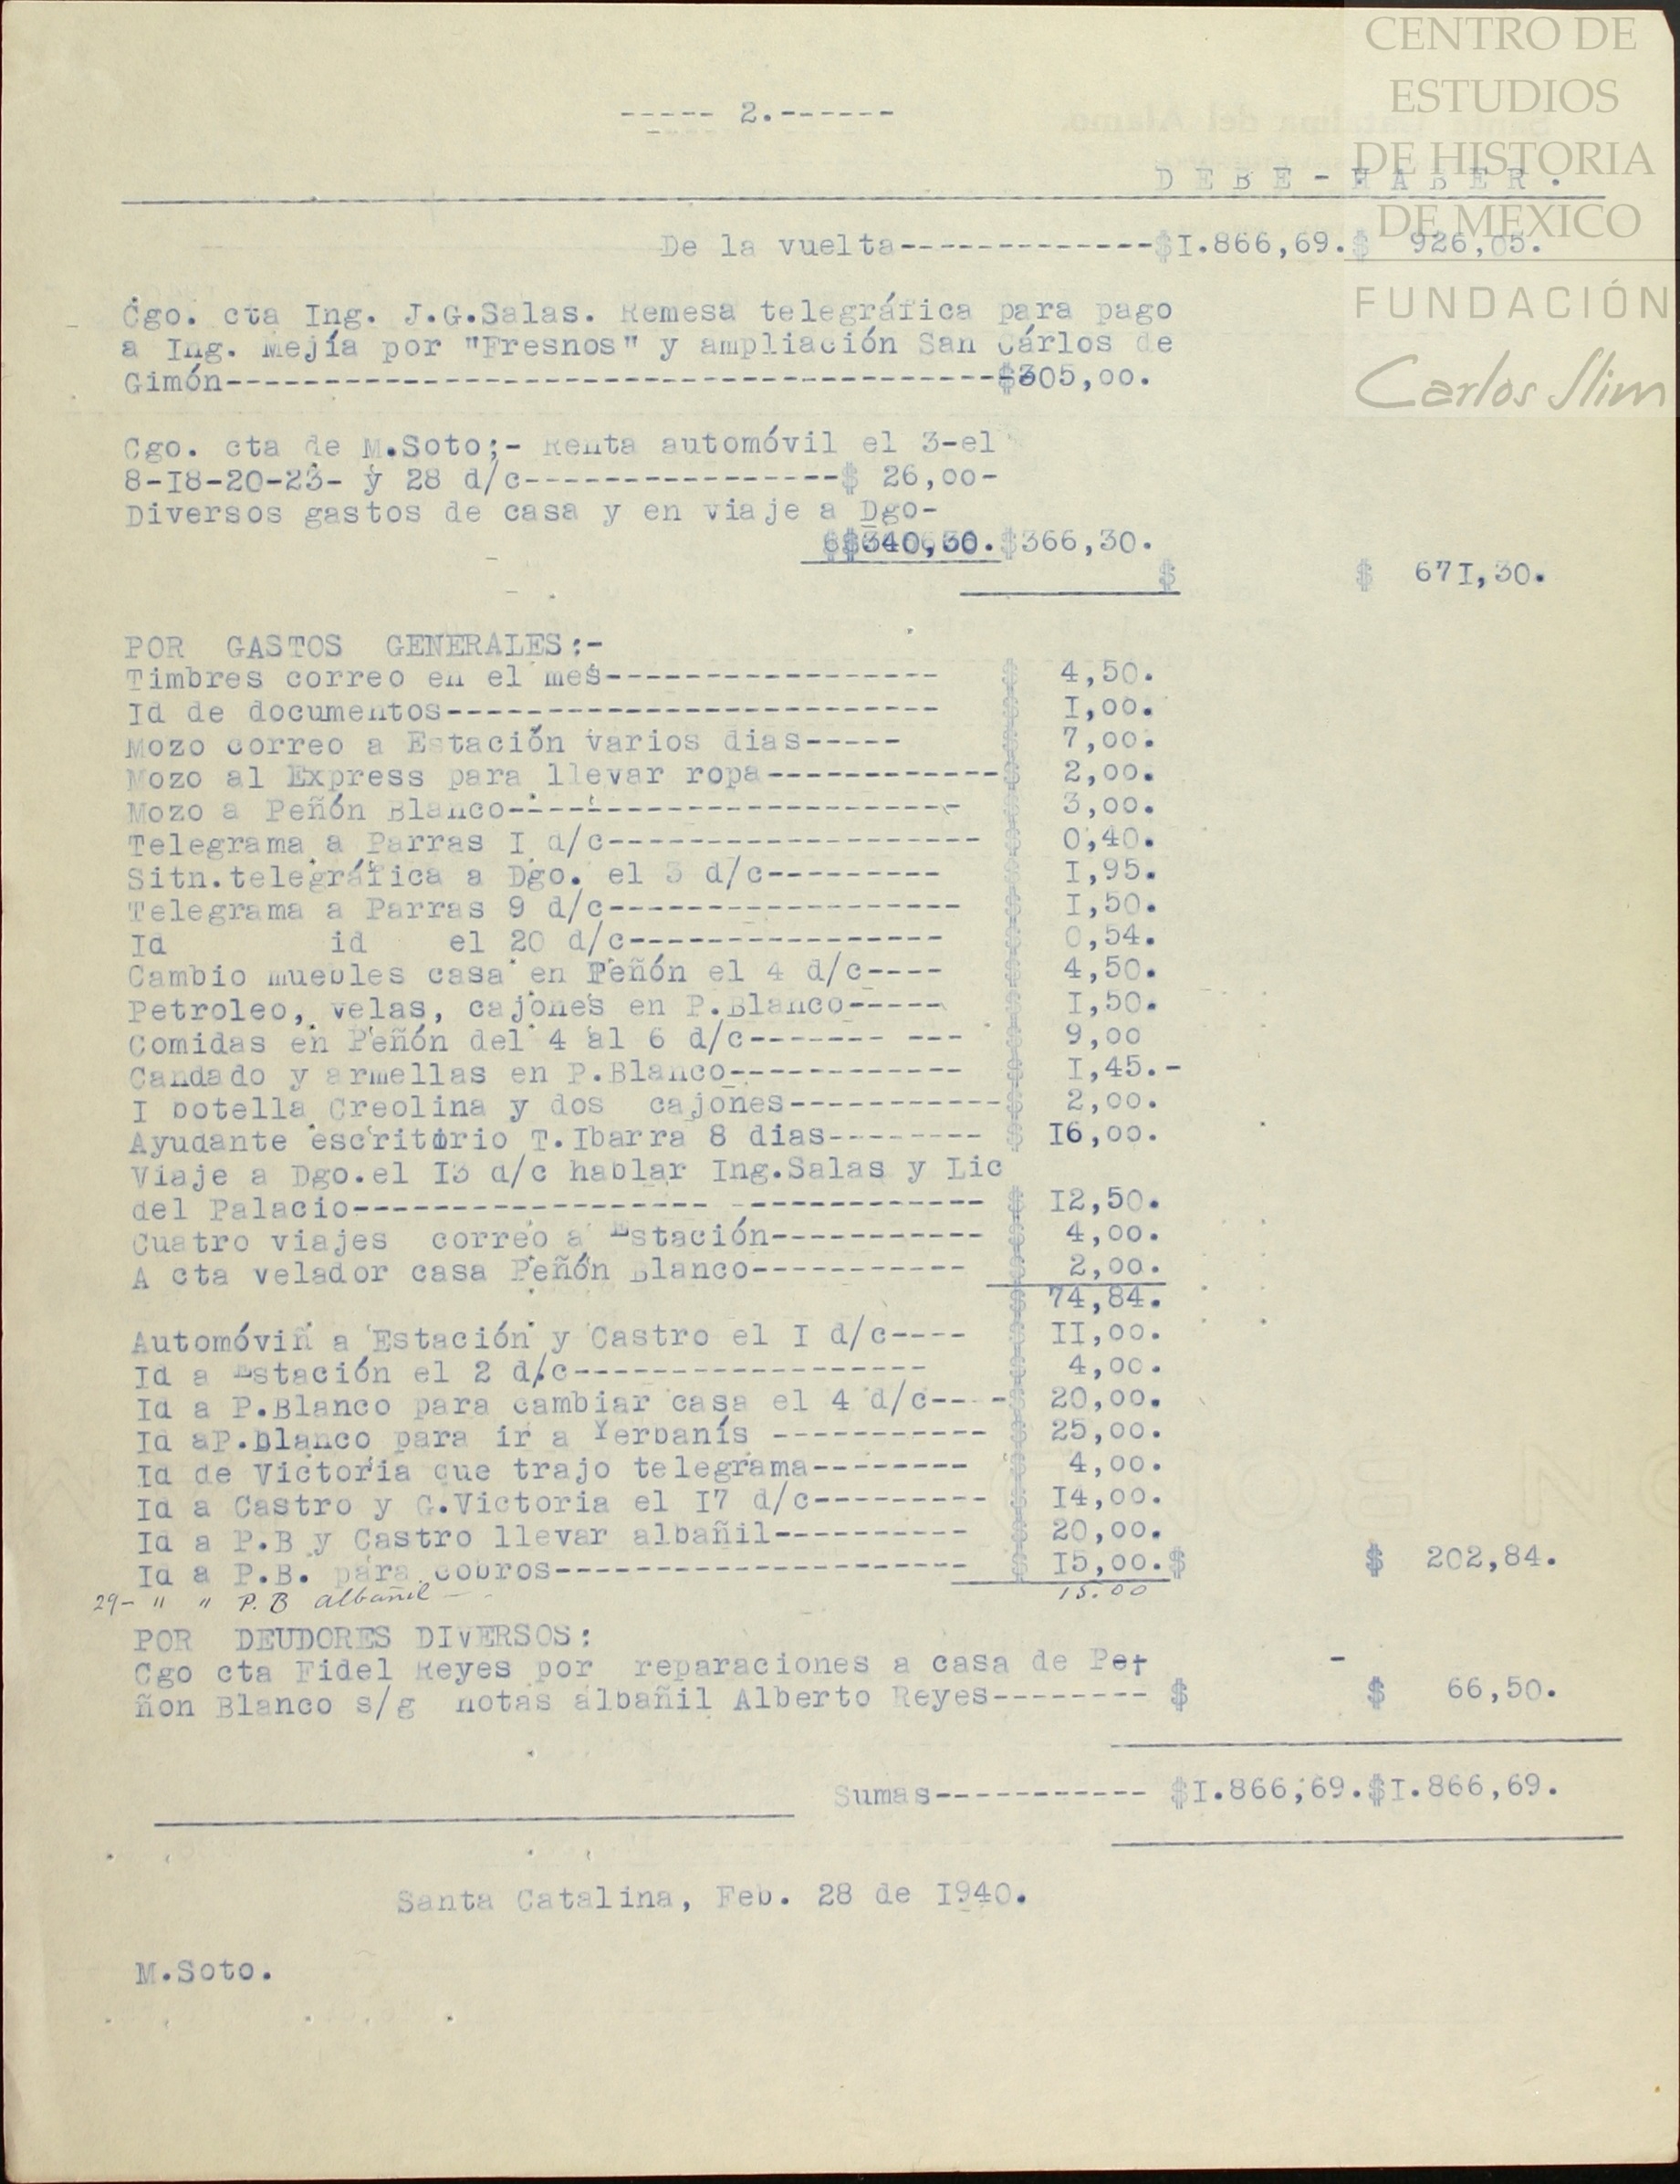 CENTRO DE
ESTUDIOS
DE HISTORIA
DE MEXICO
FUNDACIÓN
Carlos Slim
----- 2.------
D E B E - H A B E R .
De la vuelta-------------$I.866,69.$ 926,05.
Cgo. cta Ing. J.G.Salas. Remesa telegráfica para pago
a Ing. Mejía por "Fresnos" y ampliación San Cárlos de
Gimón---------------------------------------$305,00.
Cgo. cta de M.Soto;- Renta automóvil el 3-el
8-I8-20-23- y 28 d/c----------------$ 26,00-
Diversos gastos de casa y en viaje a Dgo-
$340,30.$366,30.
$ $ 67I,30.
POR GASTOS GENERALES:-
Timbres correo en el mes----------------- $ 4,50.
Id de documentos------------------------- $ I,00.
Mozo correo a Estación varios dias----- $ 7,00.
Mozo al Express para llevar ropa------------$ 2,00.
Mozo a Peñón Blanco----------------------- $ 3,00.
Telegrama a Parras I d/c------------------- $ 0,40.
Sitn.telegráfica a Dgo. el 3 d/c--------- $ I,95.
Telegrama a Parras 9 d/c------------------ $ I,50.
Id id el 20 d/c---------------- $ 0,54.
Cambio muebles casa en Peñón el 4 d/c---- $ 4,50.
Petroleo, velas, cajones en P.Blanco----- $ I,50.
Comidas en Peñón del 4 al 6 d/c------- --- $ 9,00
Candado y armellas en P.Blanco------------ $ I,45.-
I botella Creolina y dos cajones-----------$ 2,00.
Ayudante escritorio T.Ibarra 8 dias-------- $ I6,00.
Viaje a Dgo.el I3 d/c hablar Ing.Salas y Lic
del Palacio------------------ ------------- $ I2,50.
Cuatro viajes correo a Estación----------- $ 4,00.
A cta velador casa Peñón Blanco----------- $ 2,00.
$ 74,84.
Automóviñ a Estación y Castro el I d/c---- $ II,00.
Id a Estación el 2 d/c------------------ $ 4,00.
Id a P.Blanco para cambiar casa el 4 d/c-- -$ 20,00.
Id aP.Blanco para ir a Yerbanís ----------- $ 25,00.
Id de Victoria que trajo telegrama-------- $ 4,00.
Id a Castro y G.Victoria el I7 d/c--------- $ I4,00.
Id a P.B y Castro llevar albañil---------- $ 20,00.
Id a P.B. para cobros--------------------- $ I5,00.$ $ 202,84.
29- " " P.B albañil - - 15.00
POR DEUDORES DIVERSOS:
Cgo cta Fidel Reyes por reparaciones a casa de Pe-
ñon Blanco s/g notas albañil Alberto Reyes-------- $ $ 66,50.
Sumas----------- $I.866,69.$I.866,69.
Santa Catalina, Feb. 28 de I940.
M.Soto.